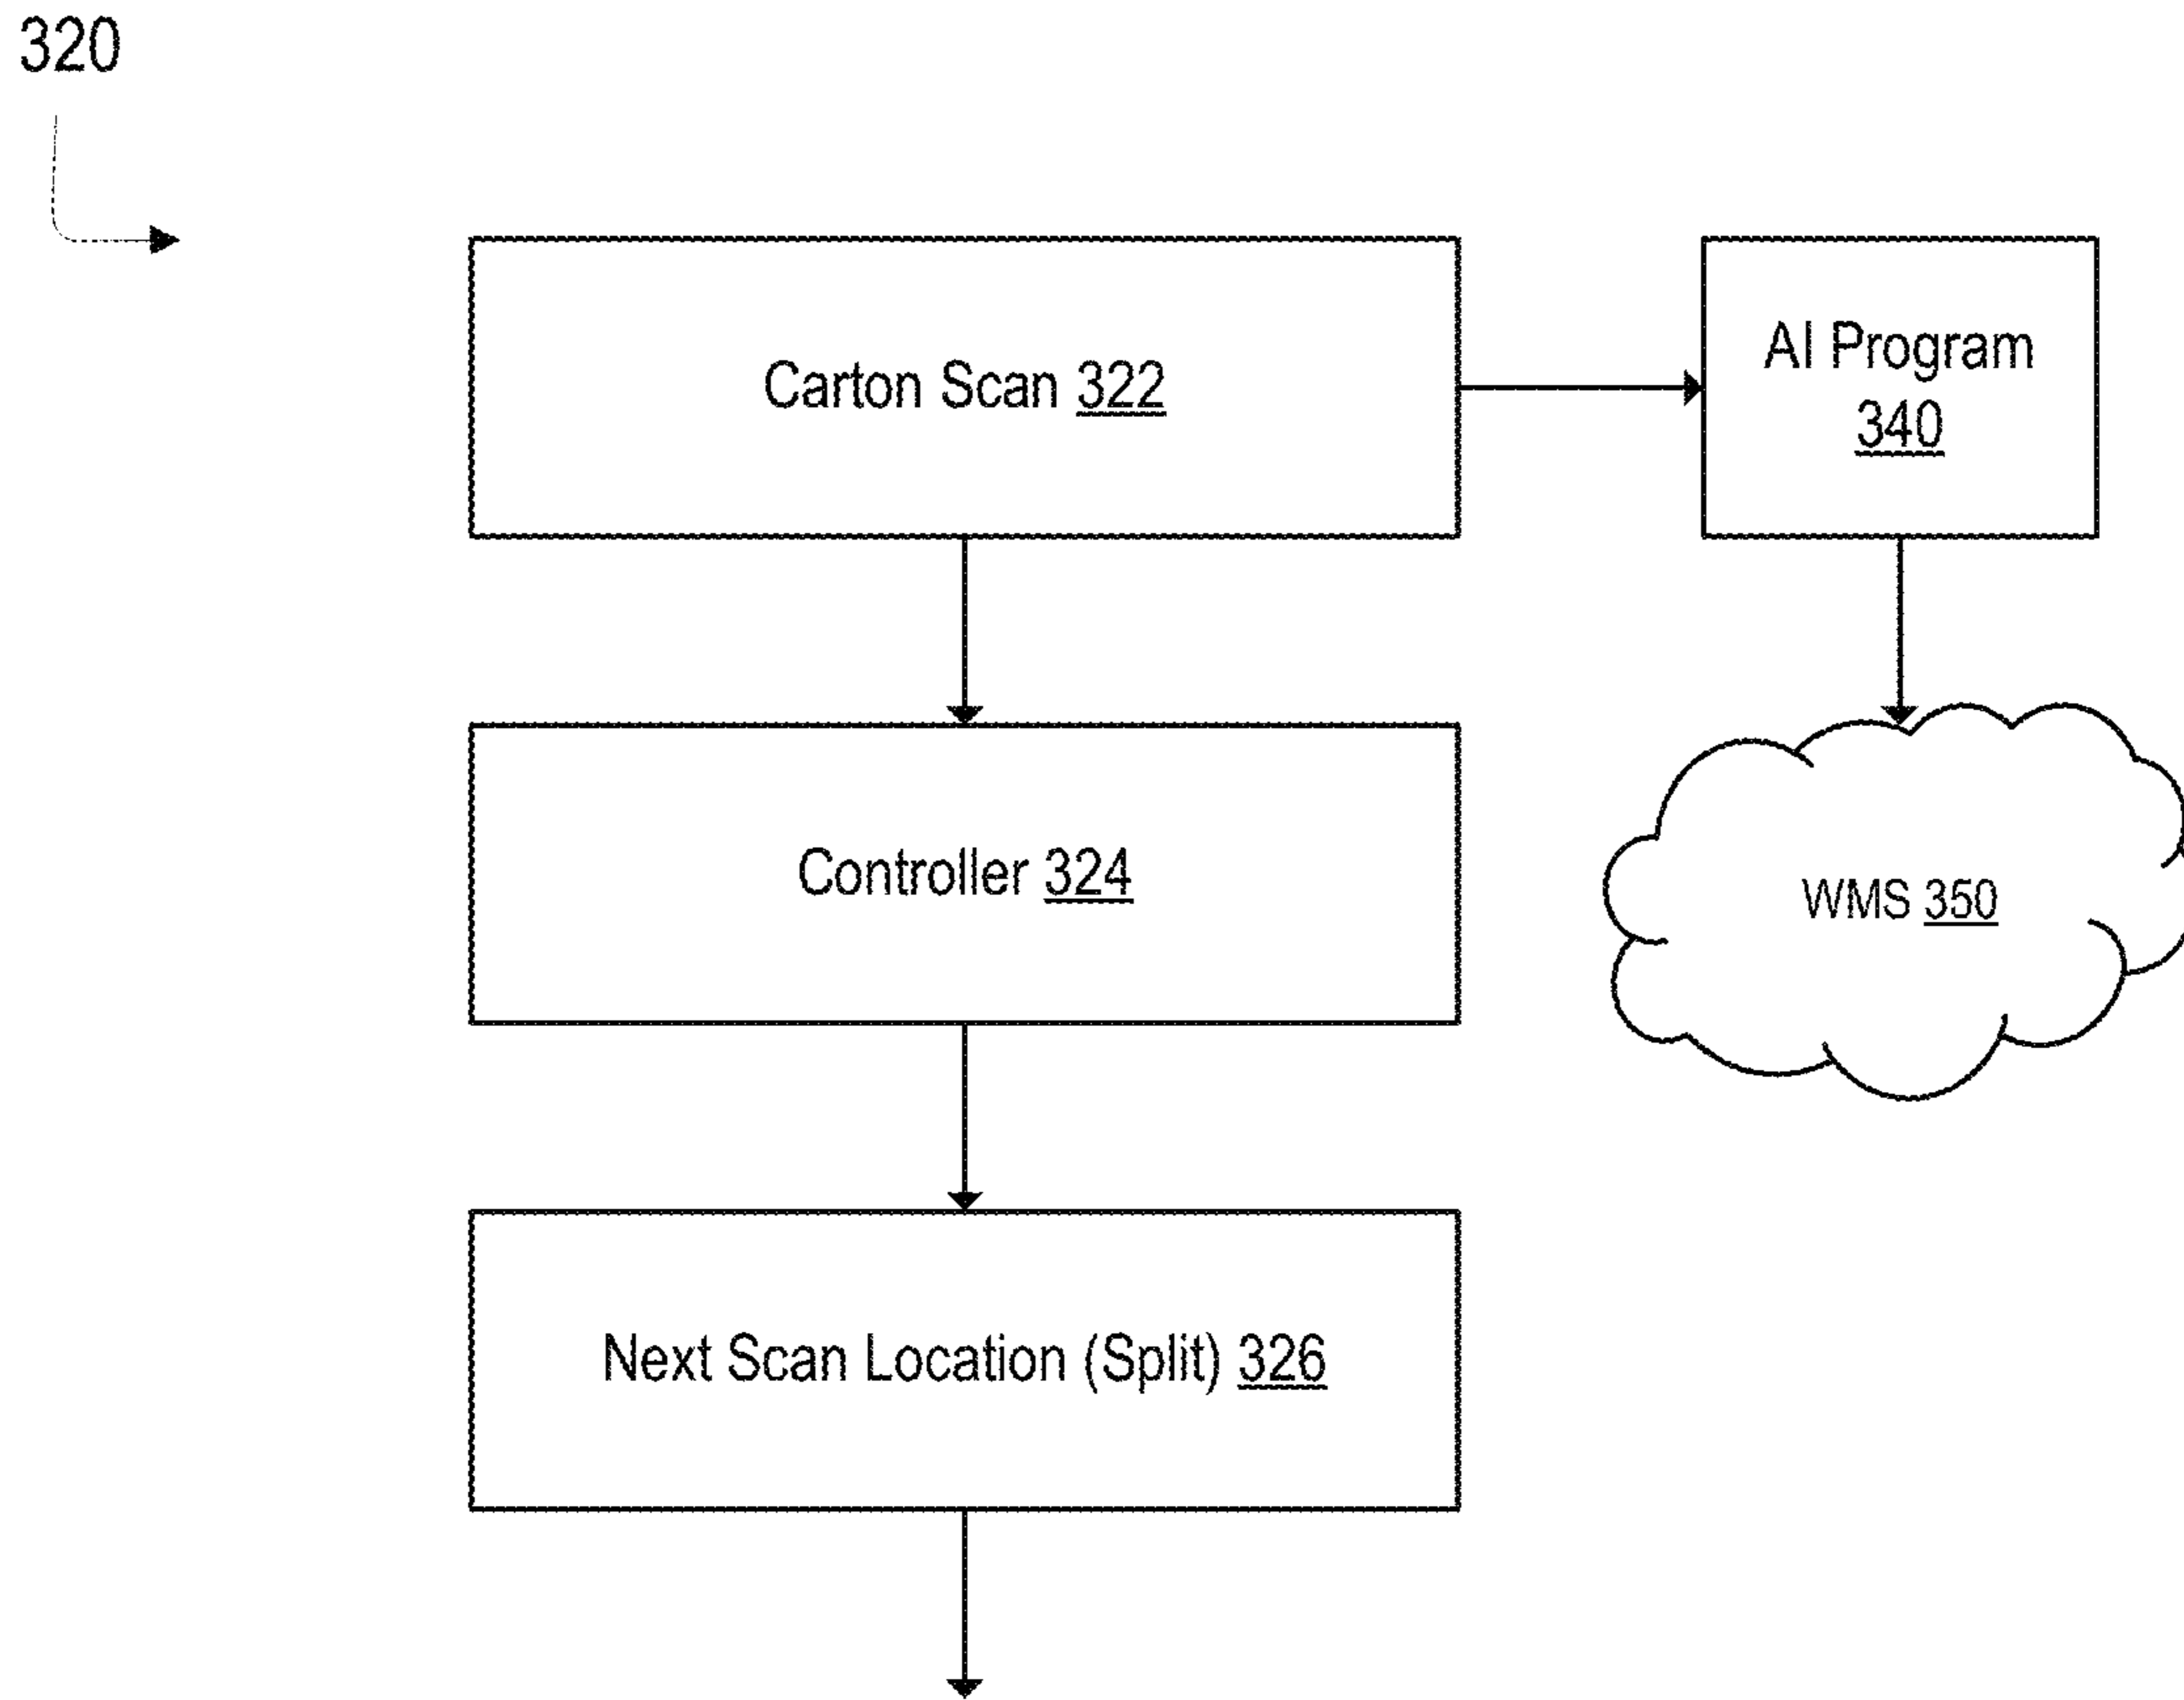 320
Carton Scan 322
AI Program
340
Controller 324
WMS 350
Next Scan Location (Split) 326